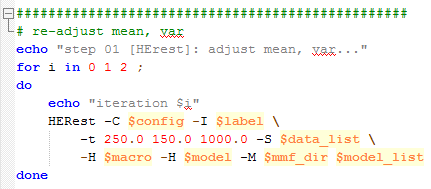 ##################################################
# re-adjust mean, var
echo "step 01 [HErest]: adjust mean, var..."
for i in 0 1 2 ;
do
echo "iteration $i"
HERest -C $config -I $label \
-t 250.0 150.0 1000.0 -S $data_list \
-H $macro -H $model -M $mmf_dir $model_list
done